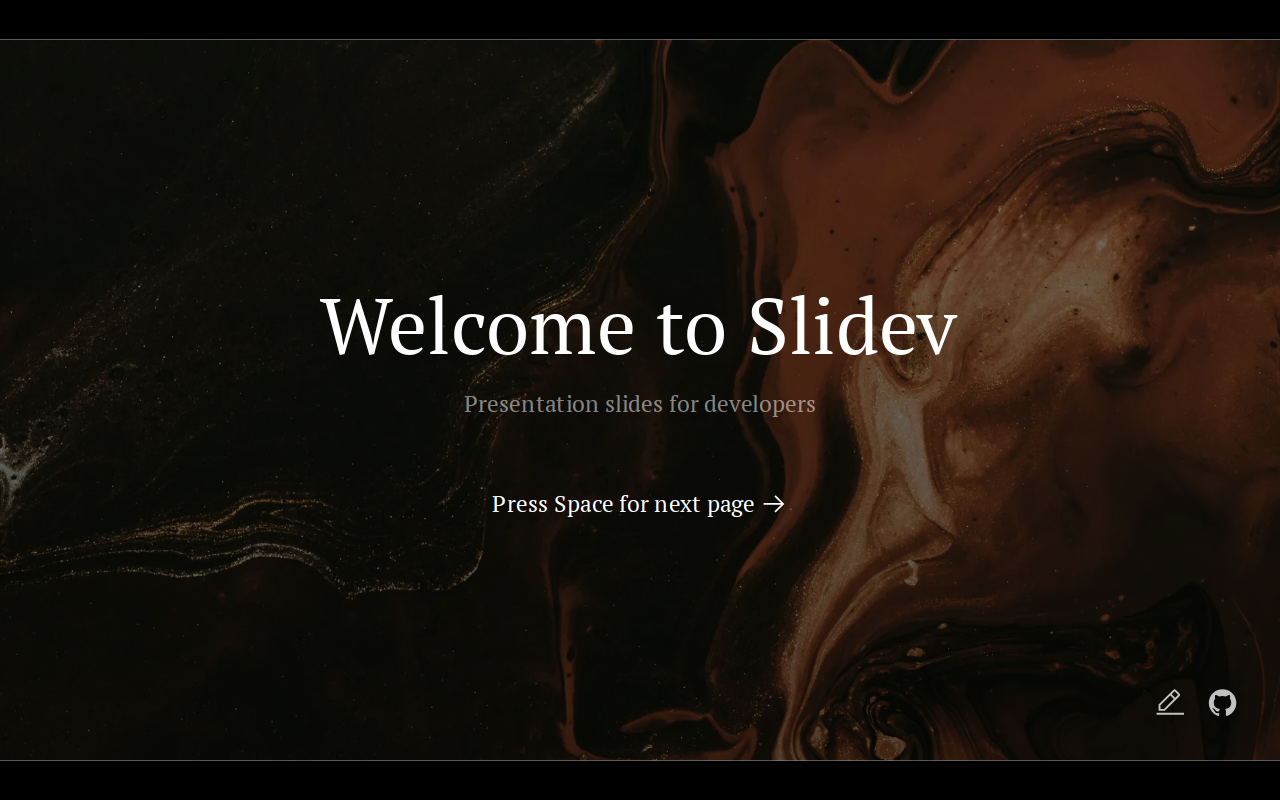 Welcome to Slidev
Presentation slides for developers
Press Space for next page